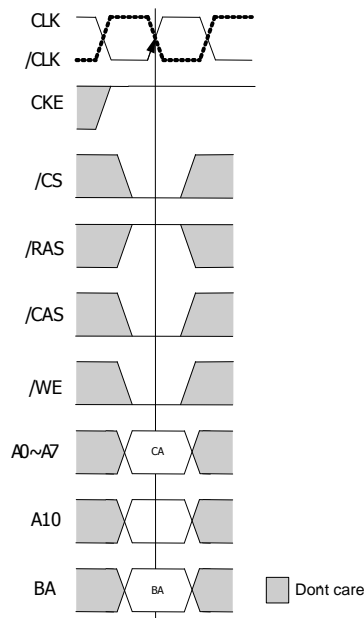 CLK
/CLK
CKE
/CS
/RAS
/CAS
/WE
A0~A7
CA
A10
BA
BA
Dont care